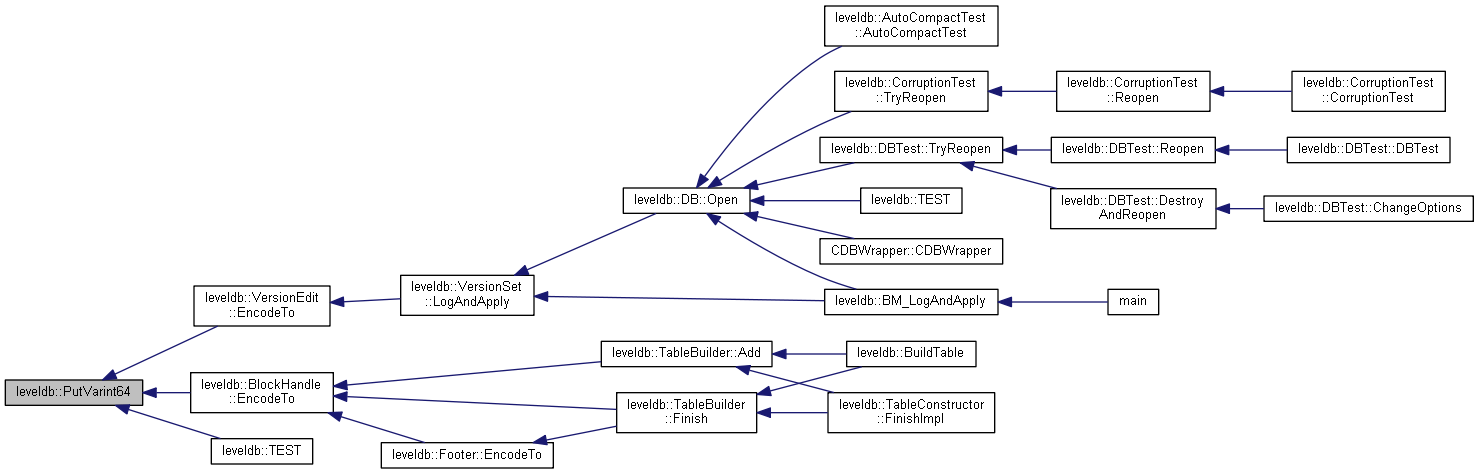 leveldb::AutoCompactTest
::AutoCompactTest
leveldb::CorruptionTest
::TryReopen
leveldb::CorruptionTest
::Reopen
leveldb::CorruptionTest
::CorruptionTest
leveldb::DBTest::TryReopen
leveldb::DBTest::Reopen
leveldb::DBTest::DBTest
leveldb::DB::Open
leveldb::TEST
leveldb::DBTest::Destroy
AndReopen
leveldb::DBTest::ChangeOptions
CDBWrapper::CDBWrapper
leveldb::VersionEdit
::EncodeTo
leveldb::VersionSet
::LogAndApply
leveldb::BM_LogAndApply
main
leveldb::TableBuilder::Add
leveldb::BuildTable
leveldb::PutVarint64
leveldb::BlockHandle
::EncodeTo
leveldb::TableBuilder
::Finish
leveldb::TableConstructor
::FinishImpl
leveldb::TEST
leveldb::Footer::EncodeTo